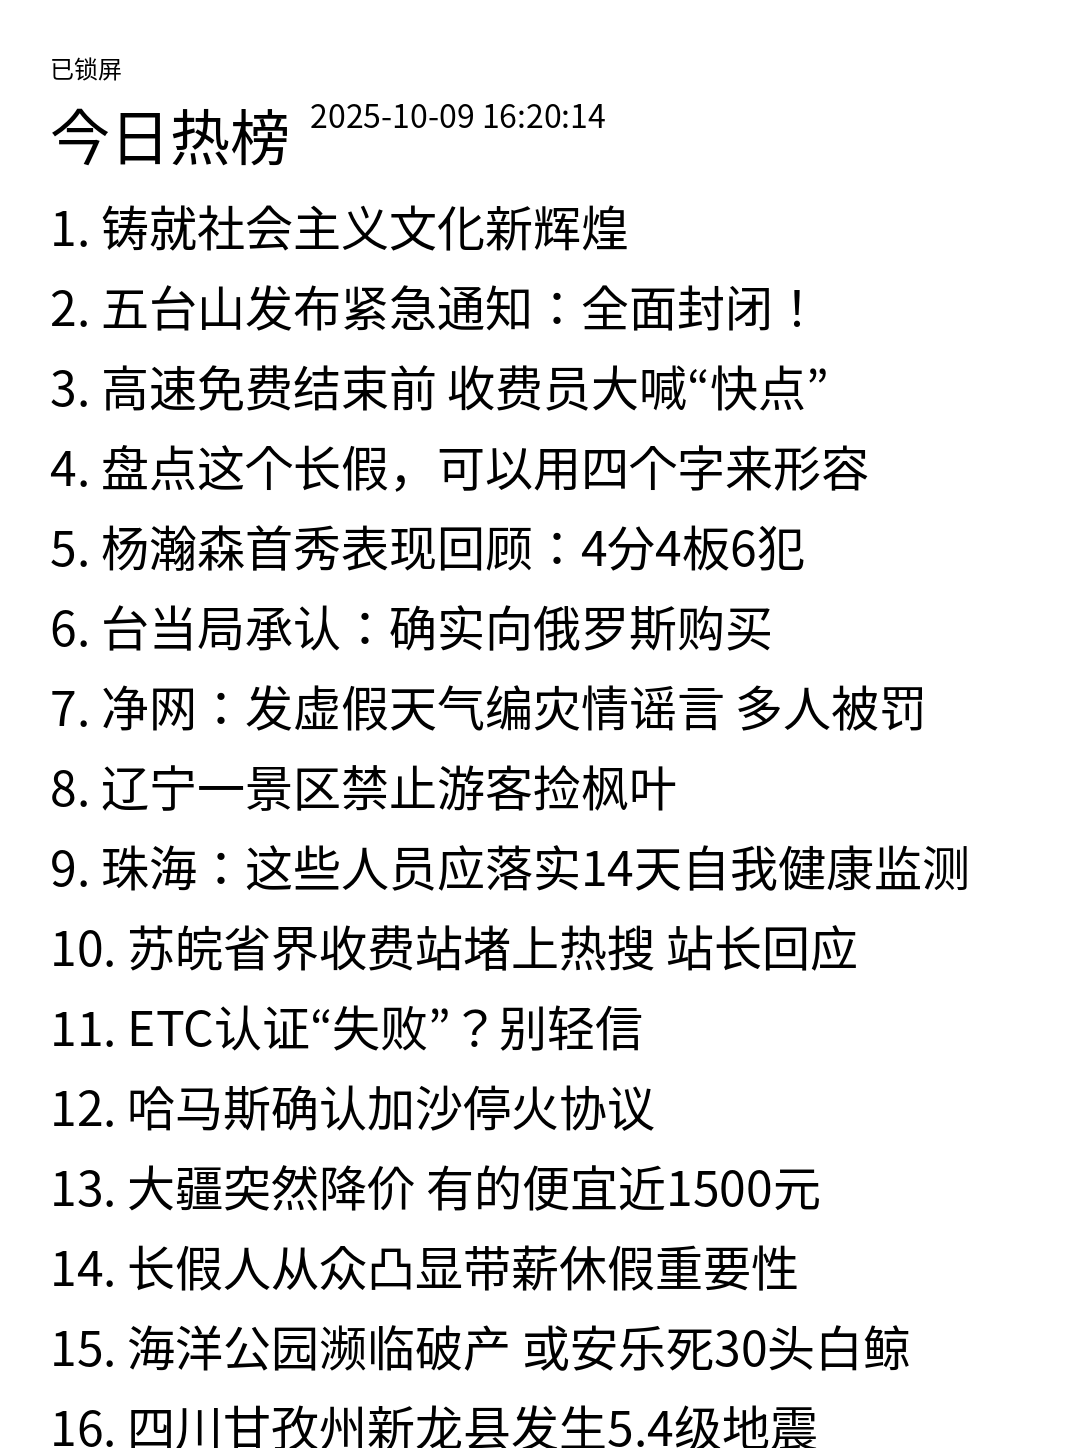 已锁屏
今日热榜 2025-10-09 16:20:14
1. 铸就社会主义文化新辉煌
2. 五台山发布紧急通知：全面封闭！
3. 高速免费结束前 收费员大喊“快点”
4. 盘点这个长假，可以用四个字来形容
5. 杨瀚森首秀表现回顾：4分4板6犯
6. 台当局承认：确实向俄罗斯购买
7. 净网：发虚假天气编灾情谣言 多人被罚
8. 辽宁一景区禁止游客捡枫叶
9. 珠海：这些人员应落实14天自我健康监测
10. 苏皖省界收费站堵上热搜 站长回应
11. ETC认证“失败”？别轻信
12. 哈马斯确认加沙停火协议
13. 大疆突然降价 有的便宜近1500元
14. 长假人从众凸显带薪休假重要性
15. 海洋公园濒临破产 或安乐死30头白鲸
16. 四川甘孜州新龙县发生5.4级地震